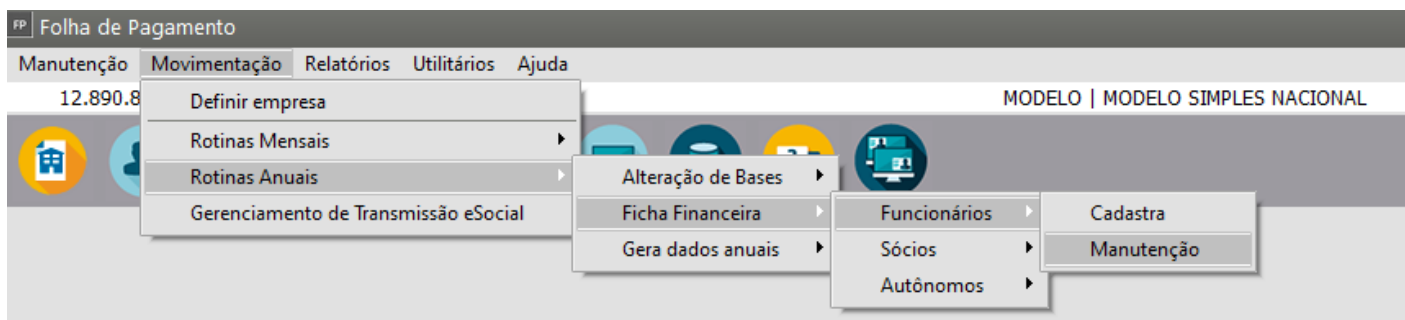 FP Folha de Pagamento
Manutenção Movimentação Relatórios Utilitários Ajuda
12.890.8 MODELO | MODELO SIMPLES NACIONAL
Definir empresa
Rotinas Mensais
Rotinas Anuais
Gerenciamento de Transmissão eSocial
Alteração de Bases
Ficha Financeira
Gera dados anuais
Funcionários
Sócios
Autônomos
Cadastra
Manutenção